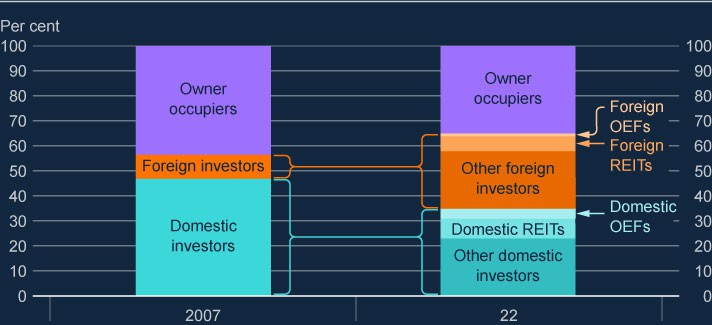 Per cent
100
90
80
70
60
50
40
30
20
10
0
Owner
occupiers
Foreign investors
Domestic
investors
Owner
occupiers
Other foreign
investors
Domestic REITs
Other domestic
investors
Foreign
OEFs
Foreign
REITs
Domestic
OEFs
100
90
80
70
60
50
40
30
20
10
0
2007
22